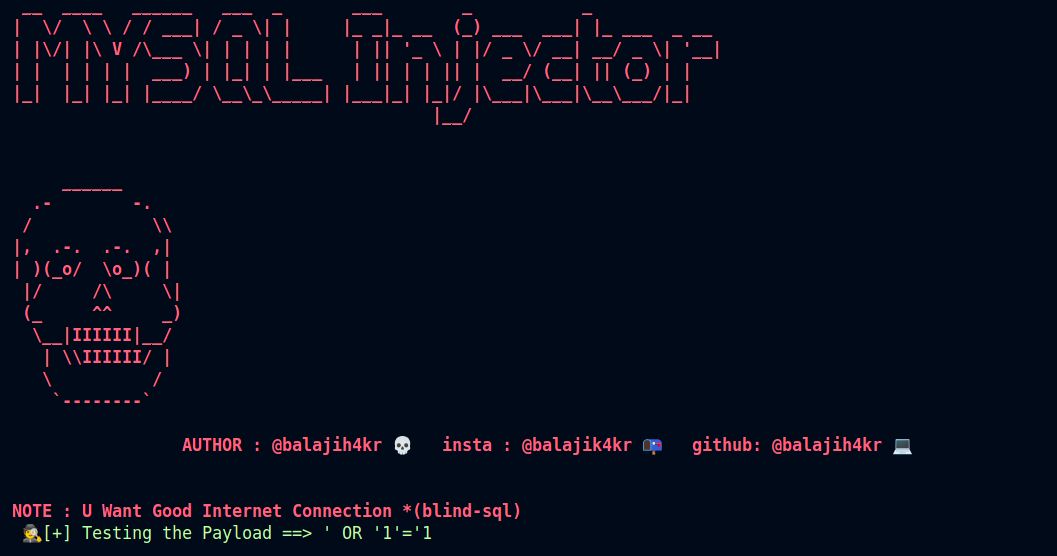 MYSQL Injector
AUTHOR : @balajih4kr 💀 insta : @balajik4kr 📭 github: @balajih4kr 💻
NOTE : U Want Good Internet Connection *(blind-sql)
🕵[+] Testing the Payload ==> ' OR '1'='1